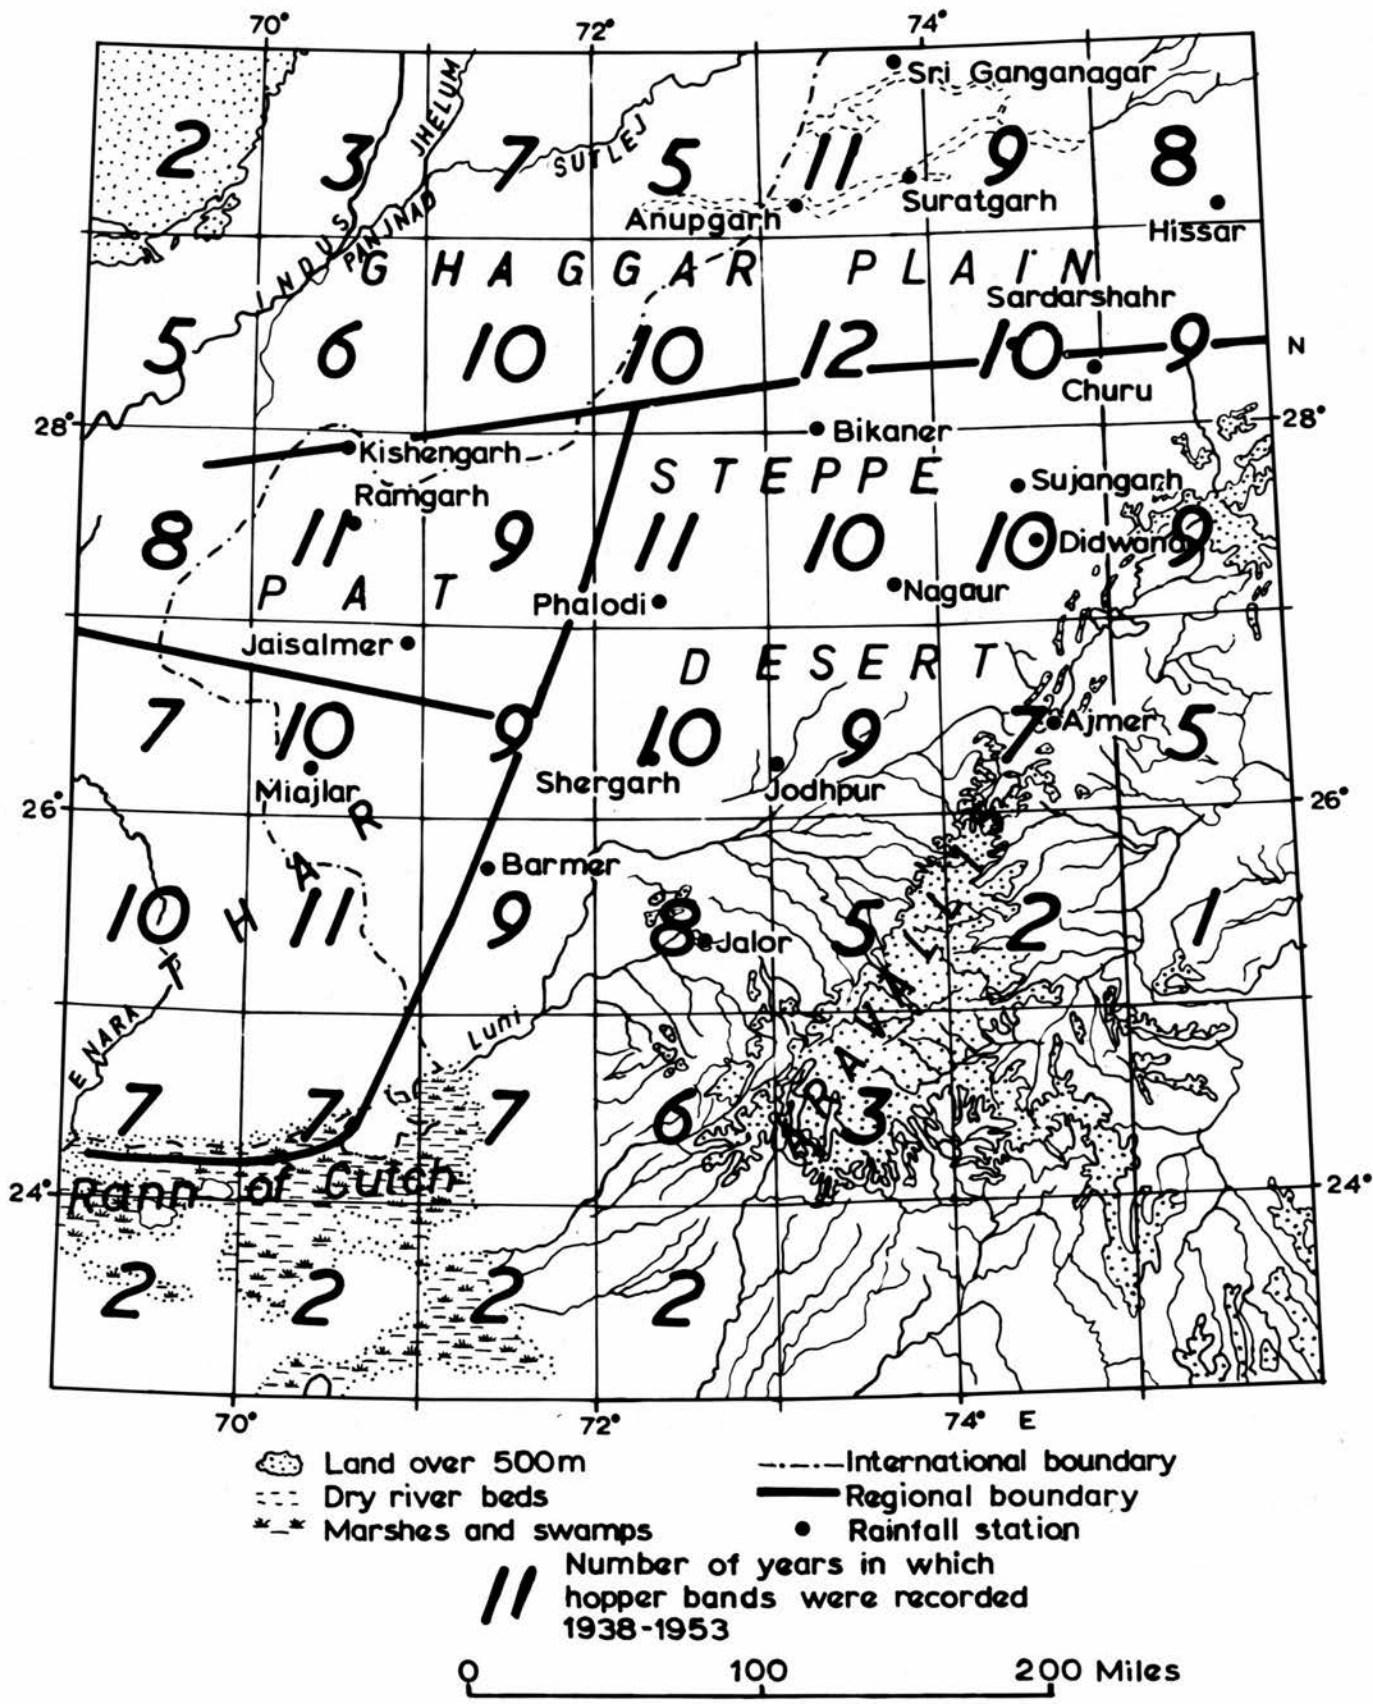 70° 72° 74°
Sri Ganganagar
JHELUM
2 3 7 5 11 9 8
SUTLEJ
Suratgarh
Anupgarh
Hissar
INDUS
PANJNAD
GHAGGAR PLAIN
Sardarshahr
5 6 10 10 12 10 9
N
Churu
28° 28°
Bikaner
Kishengarh
STEPPE
Ramgarh
Sujangarh
8 11 9 11 10 10 9
Didwana
PAT
Phalodi
Nagaur
Jaisalmer
DESERT
7 10 9 10 9 7 5
Ajmer
Miajlar
Shergarh
Jodhpur
26° 26°
THAR
Barmer
10 11 9 8 5 2 1
Jalor
ARAVALLI
E NARA
Luni
7 7 7 6 3
24° 24°
Rann of Cutch
2 2 2 2
70° 72° 74° E
Land over 500m
Dry river beds
Marshes and swamps
International boundary
Regional boundary
Rainfall station
11
Number of years in which
hopper bands were recorded
1938-1953
0 100 200 Miles